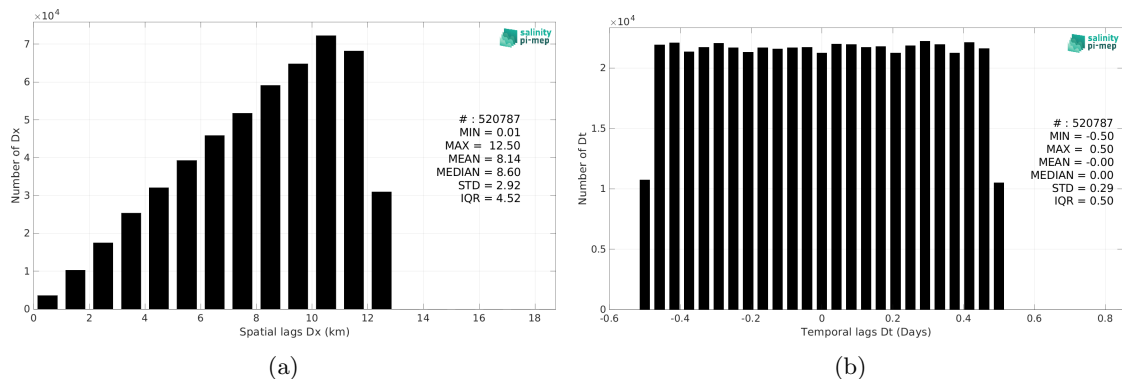 ×10⁴
7
6
5
4
3
2
1
0
Number of Dx
0 2 4 6 8 10 12 14 16 18
Spatial lags Dx (km)
salinity
pi-mep
# : 520787
MIN = 0.01
MAX = 12.50
MEAN = 8.14
MEDIAN = 8.60
STD = 2.92
IQR = 4.52
(a)
×10⁴
2
1.5
1
0.5
0
Number of Dt
-0.6 -0.4 -0.2 0 0.2 0.4 0.6 0.8
Temporal lags Dt (Days)
salinity
pi-mep
# : 520787
MIN = -0.50
MAX = 0.50
MEAN = -0.00
MEDIAN = 0.00
STD = 0.29
IQR = 0.50
(b)